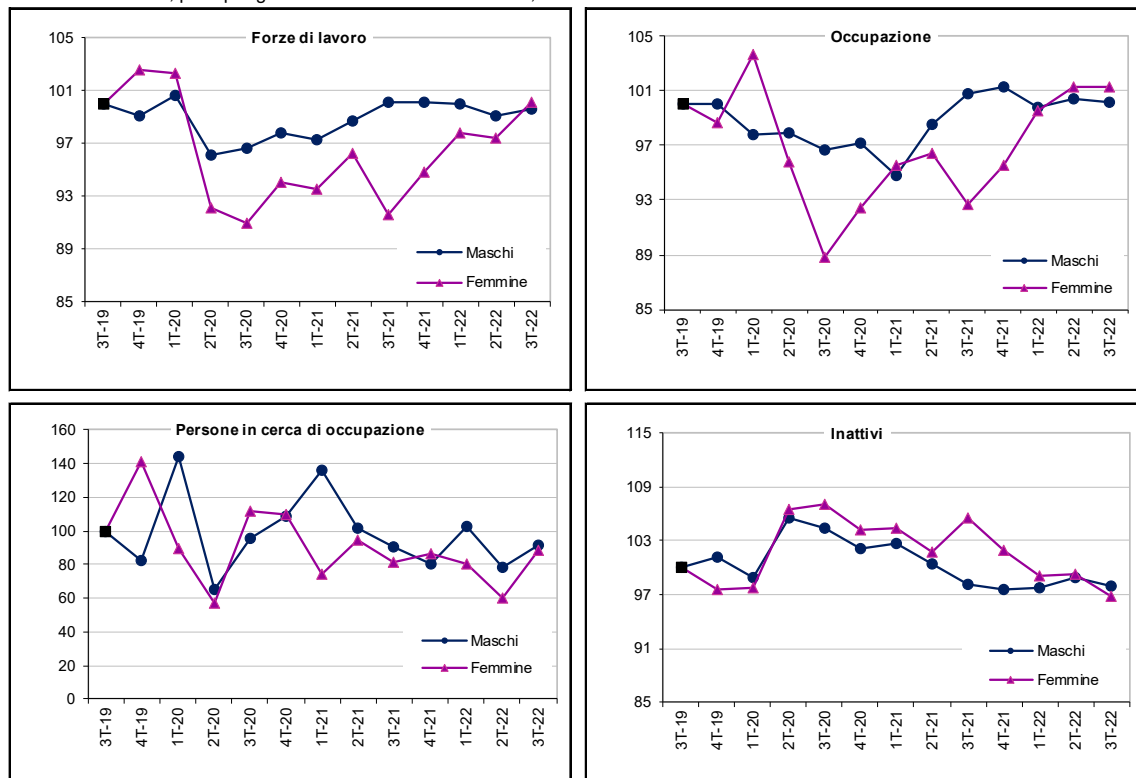 Forze di lavoro
105
101
97
93
89
85
Maschi
Femmine
3T-19
4T-19
1T-20
2T-20
3T-20
4T-20
1T-21
2T-21
3T-21
4T-21
1T-22
2T-22
3T-22
Occupazione
105
101
97
93
89
85
Maschi
Femmine
3T-19
4T-19
1T-20
2T-20
3T-20
4T-20
1T-21
2T-21
3T-21
4T-21
1T-22
2T-22
3T-22
Persone in cerca di occupazione
160
140
120
100
80
60
40
20
0
Maschi
Femmine
3T-19
4T-19
1T-20
2T-20
3T-20
4T-20
1T-21
2T-21
3T-21
4T-21
1T-22
2T-22
3T-22
Inattivi
115
109
103
97
91
85
Maschi
Femmine
3T-19
4T-19
1T-20
2T-20
3T-20
4T-20
1T-21
2T-21
3T-21
4T-21
1T-22
2T-22
3T-22